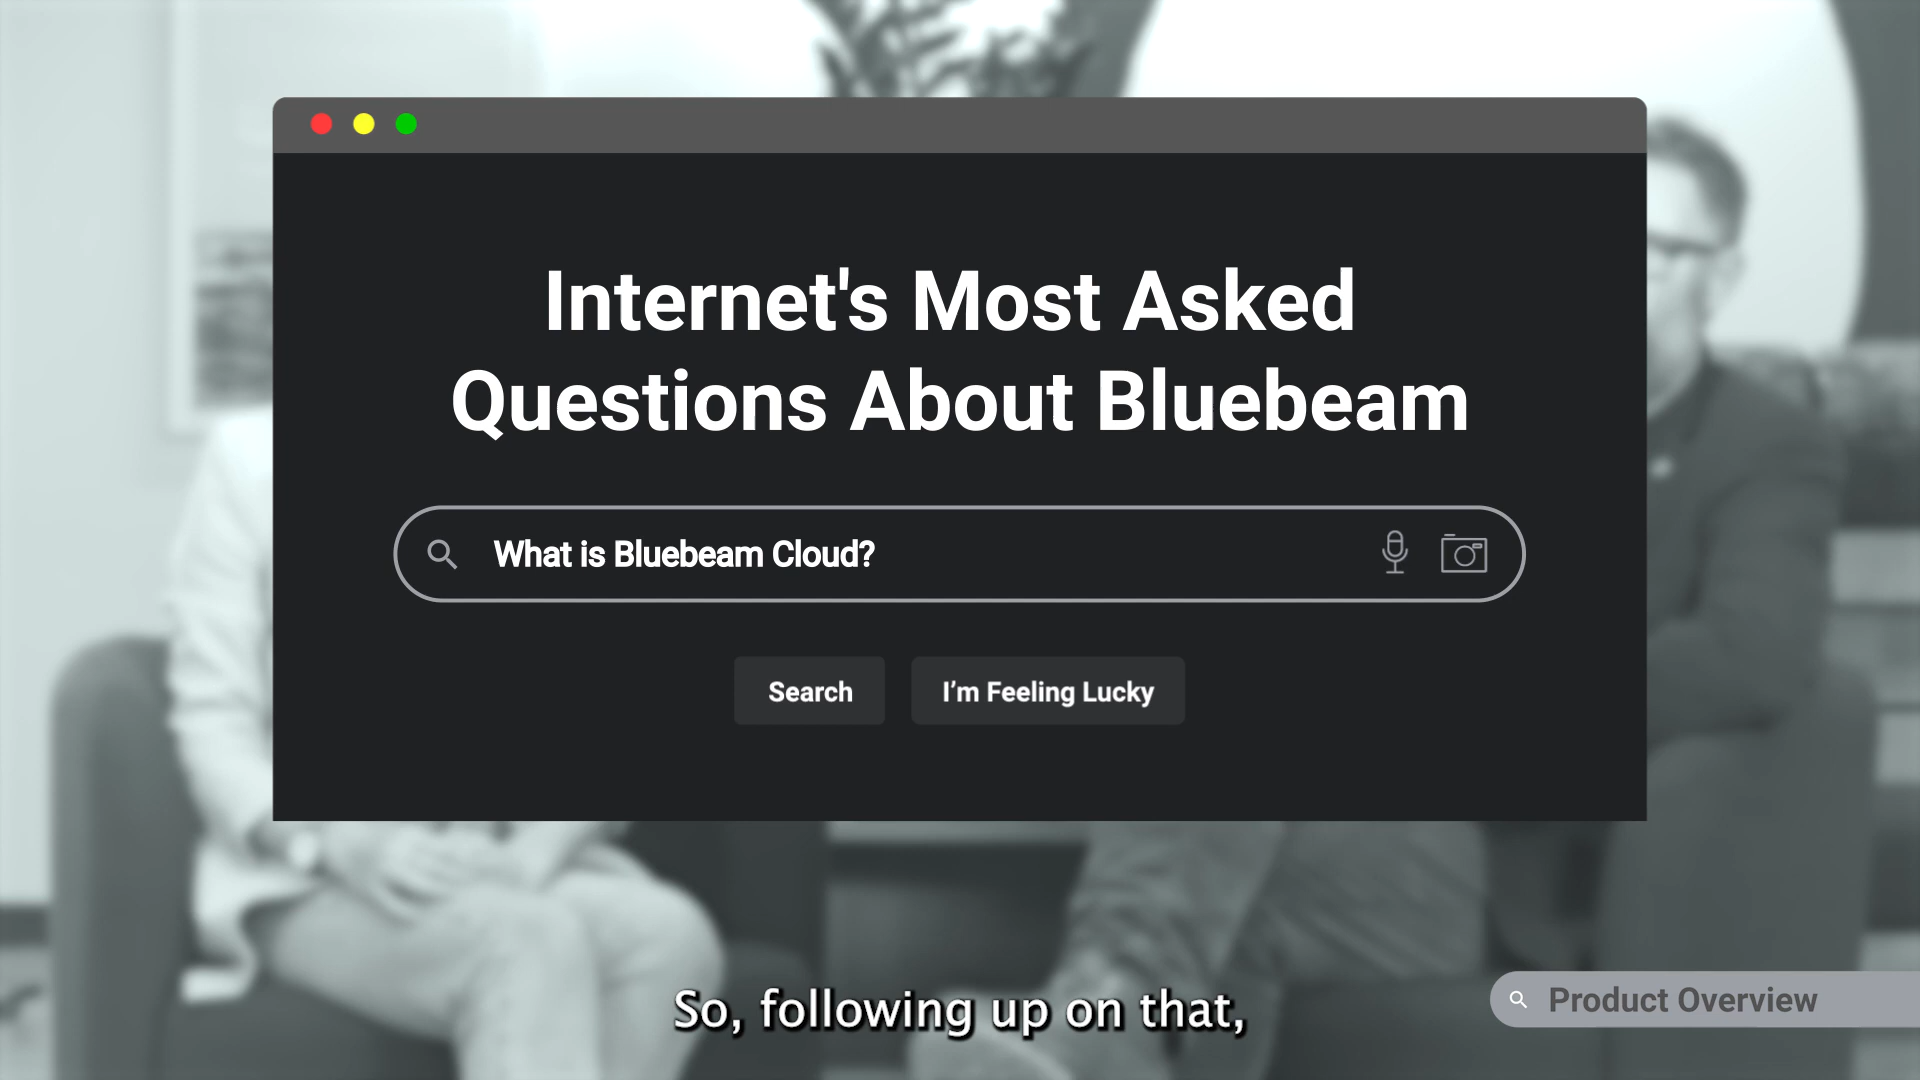 Internet's Most Asked
Questions About Bluebeam
What is Bluebeam Cloud?
Search
I'm Feeling Lucky
Product Overview
So, following up on that,